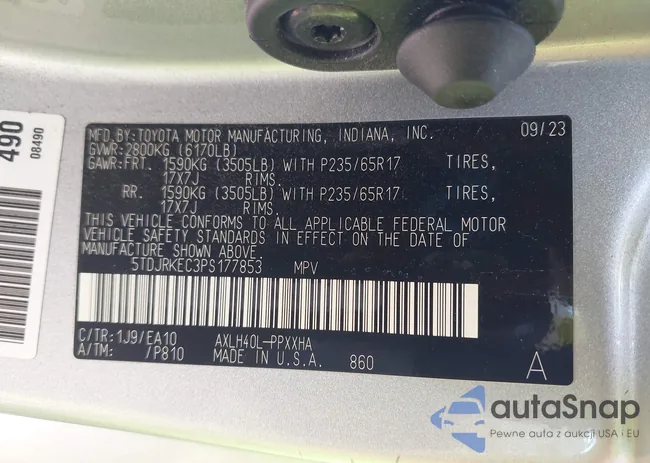 490
08490
MFD.BY:TOYOTA MOTOR MANUFACTURING, INDIANA, INC. 09/23
GVWR:2800KG (6170LB)
GAWR:FRT. 1590KG (3505LB) WITH P235/65R17 TIRES,
17X7J RIMS.
RR. 1590KG (3505LB) WITH P235/65R17 TIRES,
17X7J RIMS.
THIS VEHICLE CONFORMS TO ALL APPLICABLE FEDERAL MOTOR
VEHICLE SAFETY STANDARDS IN EFFECT ON THE DATE OF
MANUFACTURE SHOWN ABOVE.
5TDJRKEC3PS177853 MPV
C/TR:1J9/EA10 AXLH40L-PPXXHA
A/TM: /P810 MADE IN U.S.A. 860 A
autaSnap
Pewne auta z aukcji USA i EU